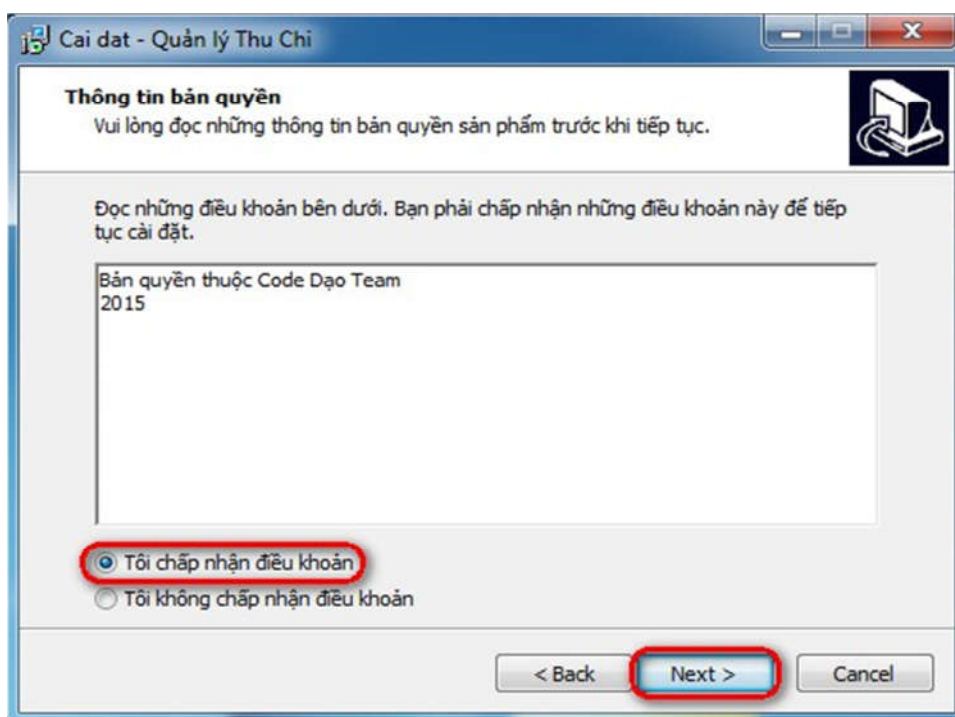 Cai dat - Quản lý Thu Chi
Thông tin bản quyền
Vui lòng đọc những thông tin bản quyền sản phẩm trước khi tiếp tục.
Đọc những điều khoản bên dưới. Bạn phải chấp nhận những điều khoản này để tiếp
tục cài đặt.
Bản quyền thuộc Code Dạo Team
2015
Tôi chấp nhận điều khoản
Tôi không chấp nhận điều khoản
< Back Next > Cancel